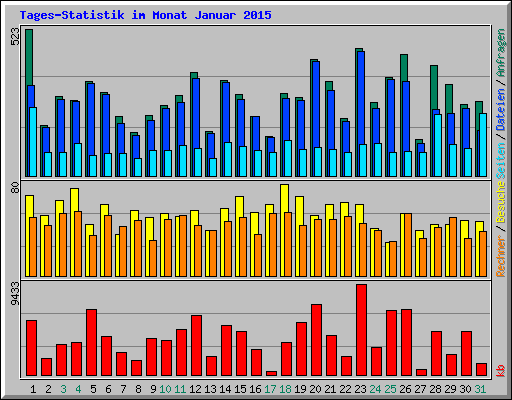 Tages-Statistik im Monat Januar 2015
523
80
9433
Rechner / Besuche Seiten / Dateien / Anfragen
kb
1 2 3 4 5 6 7 8 9 10 11 12 13 14 15 16 17 18 19 20 21 22 23 24 25 26 27 28 29 30 31